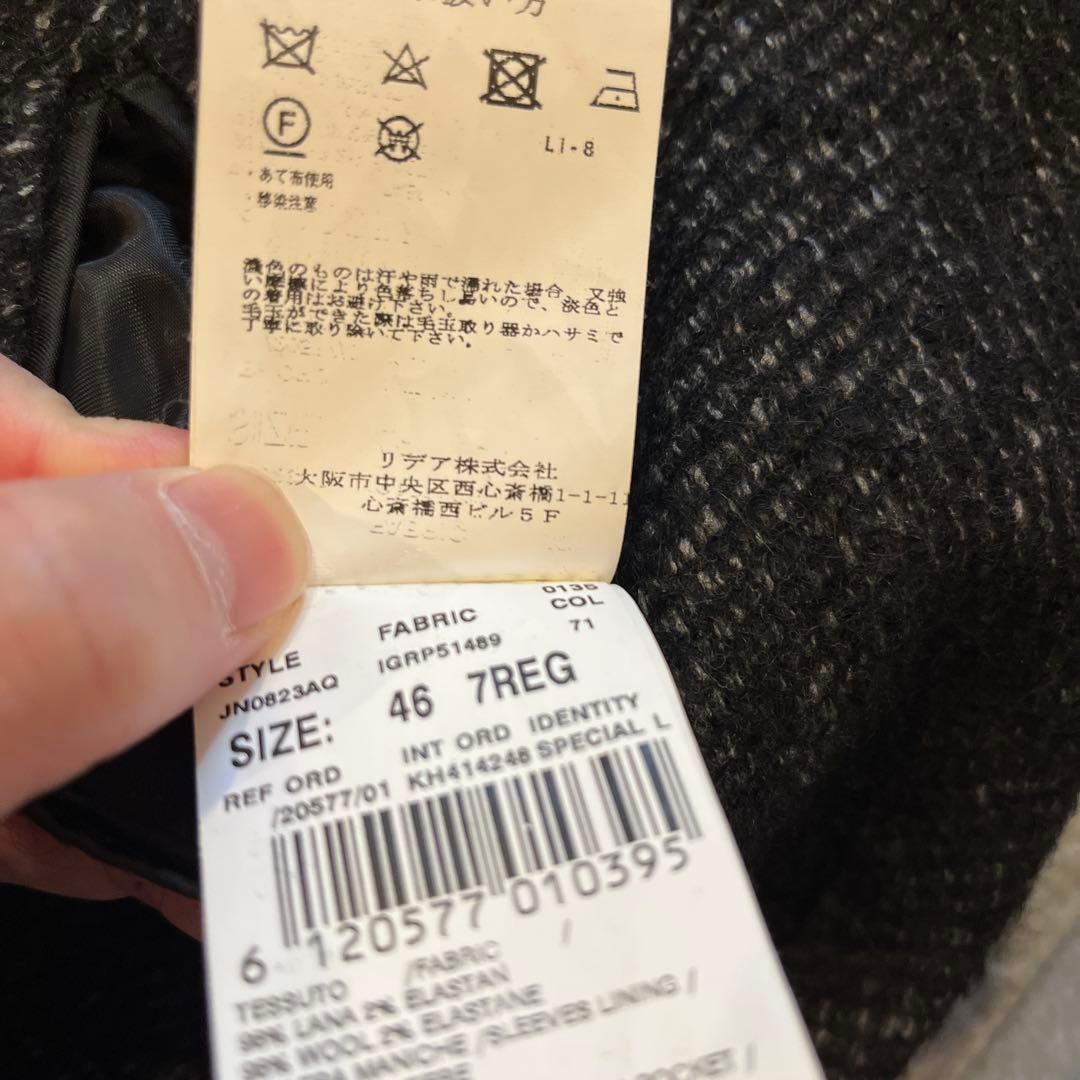 扱い方
F
W
LI-8
・あて布使用
・移染注意
濃色のものは汗や雨で濡れた場合、又強
い摩擦により色落ちし易いので、淡色と
の着用はお避け下さい。
毛玉ができた際は毛玉取り器かハサミで
丁寧に取り除いて下さい。
リデア株式会社
大阪市中央区西心斎橋1-1-11
心斎橋西ビル5F
0135
STYLE FABRIC COL
JN0823AQ IGRP51489 71
SIZE: 46 7REG
REF ORD INT ORD IDENTITY
/20577/01 KH414248 SPECIAL L
6 120577 010395
TESSUTO /FABRIC /
98% LANA 2% ELASTAN
98% WOOL 2% ELASTANE
MANICHE /SLEEVES LINING /
POCKET /